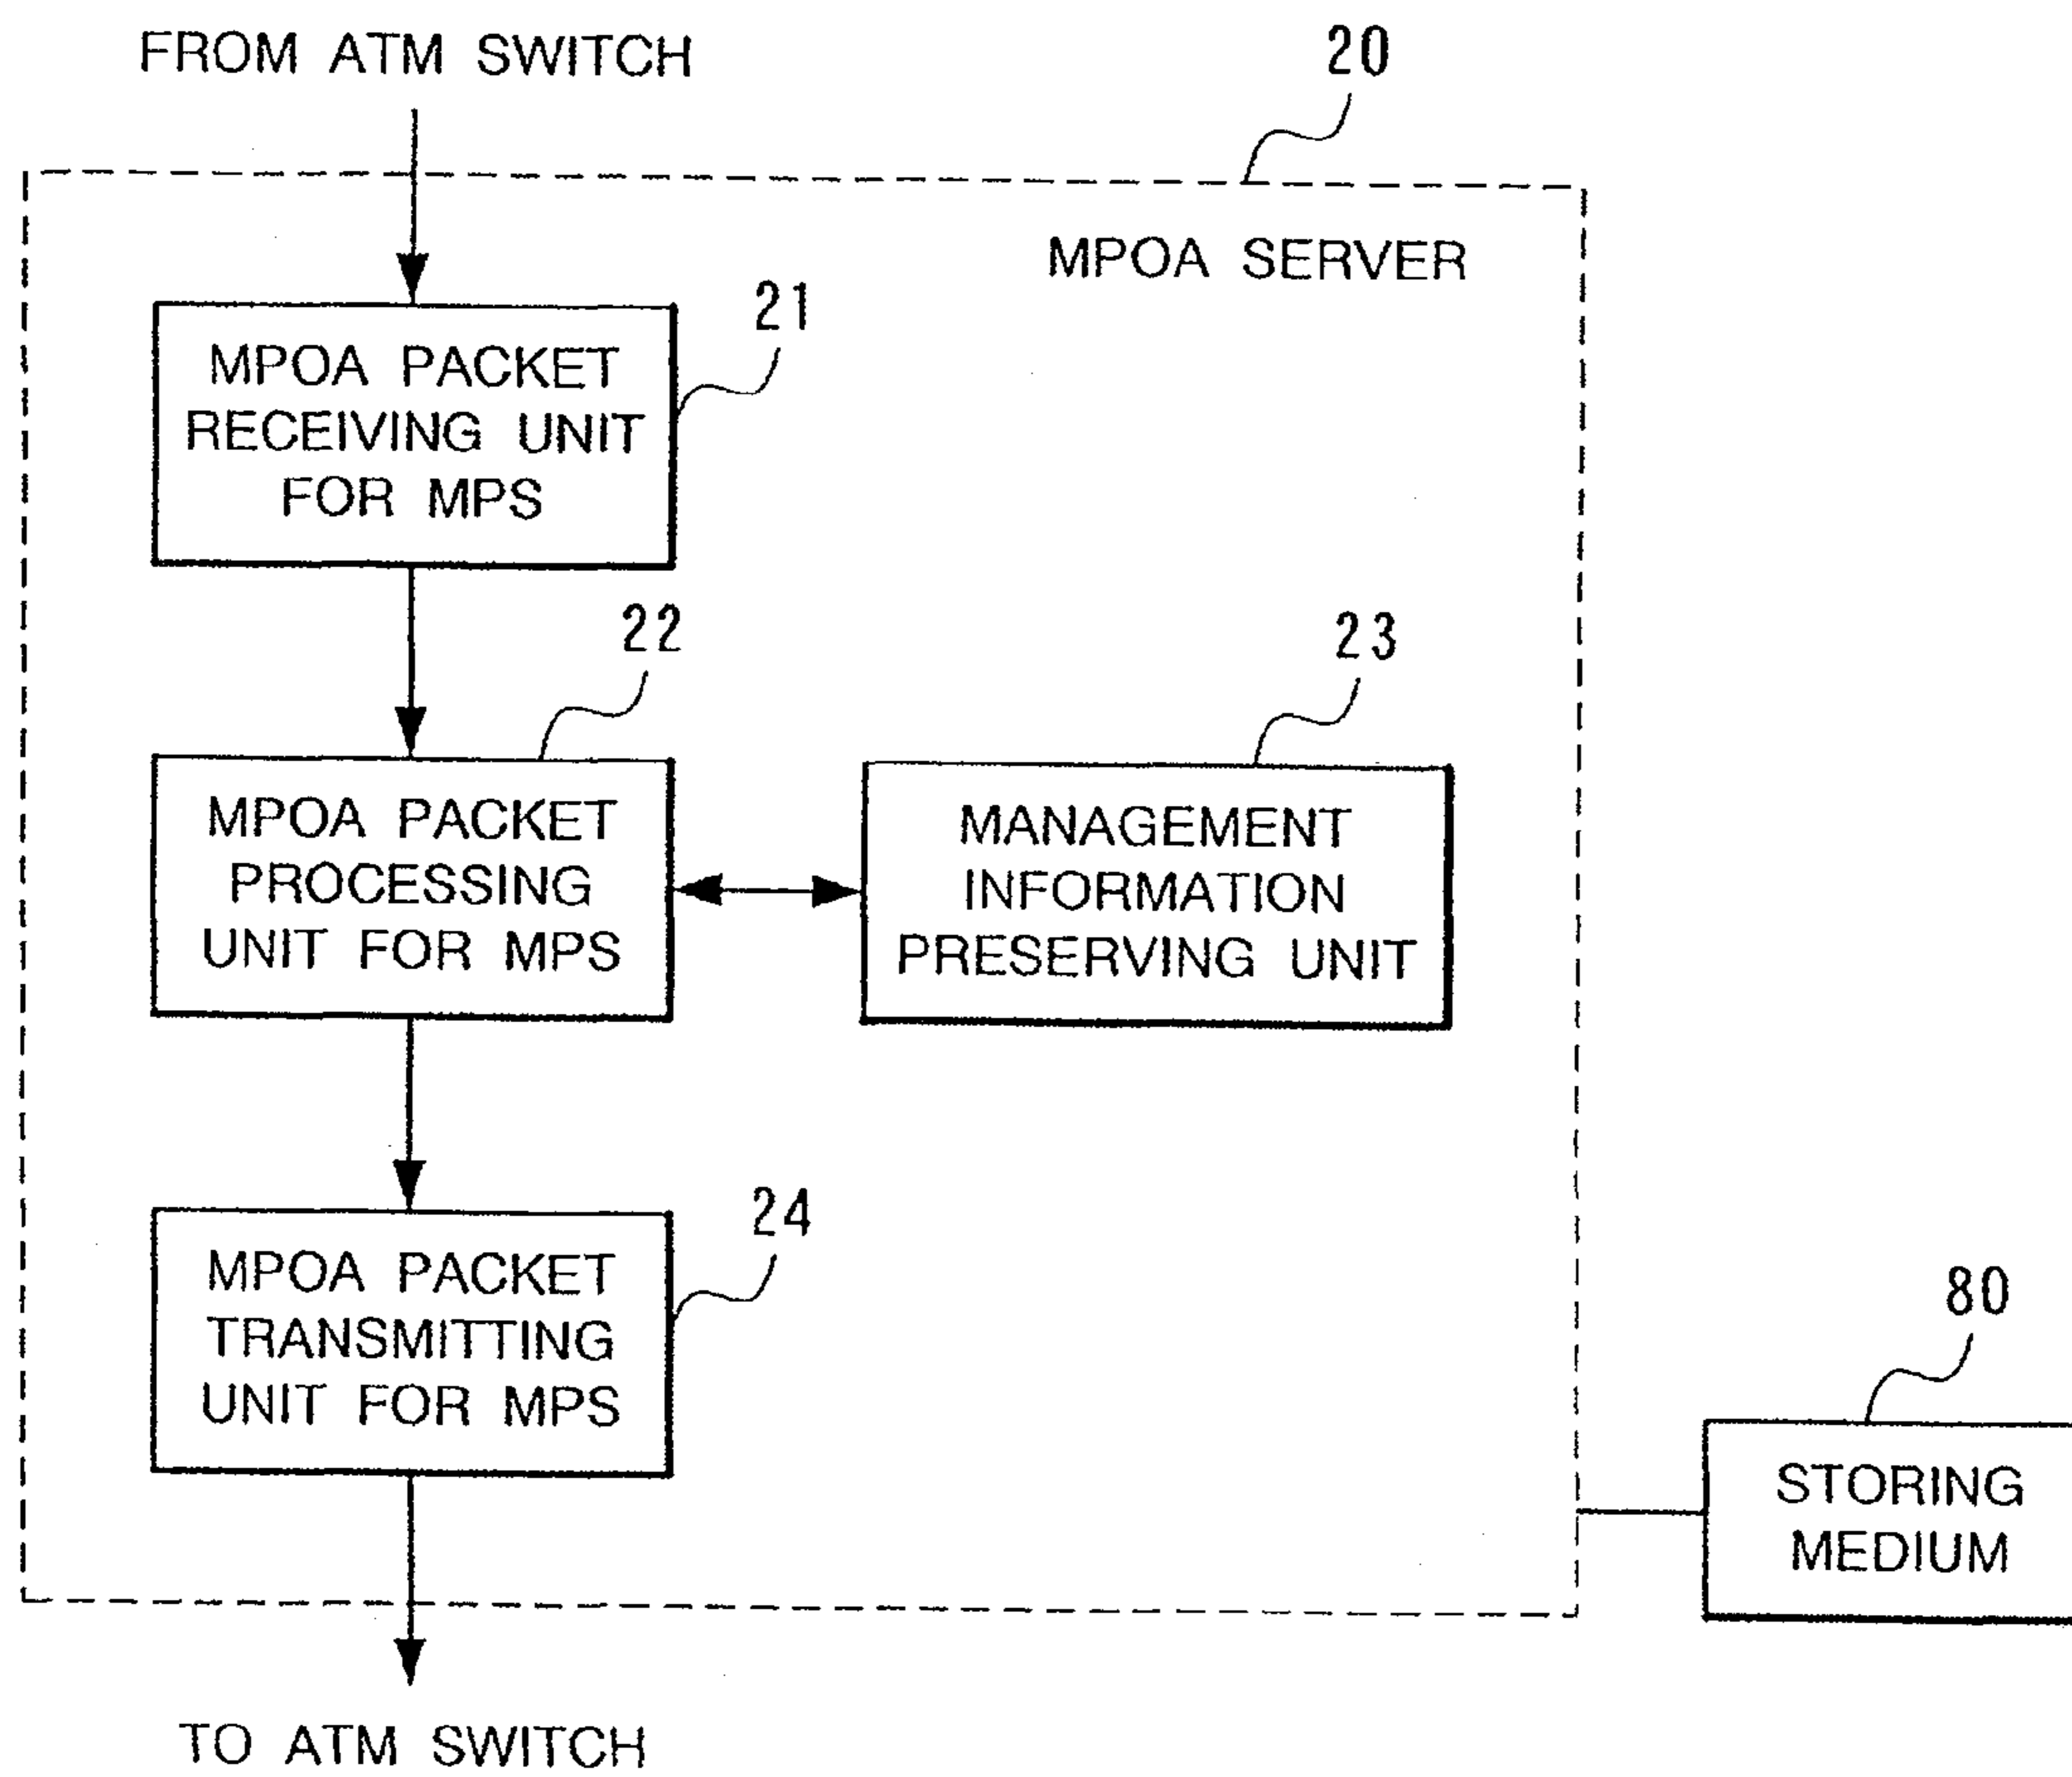 FROM ATM SWITCH
20
MPOA SERVER
21
MPOA PACKET
RECEIVING UNIT
FOR MPS
22
23
MPOA PACKET
PROCESSING
UNIT FOR MPS
MANAGEMENT
INFORMATION
PRESERVING UNIT
24
MPOA PACKET
TRANSMITTING
UNIT FOR MPS
80
STORING
MEDIUM
TO ATM SWITCH